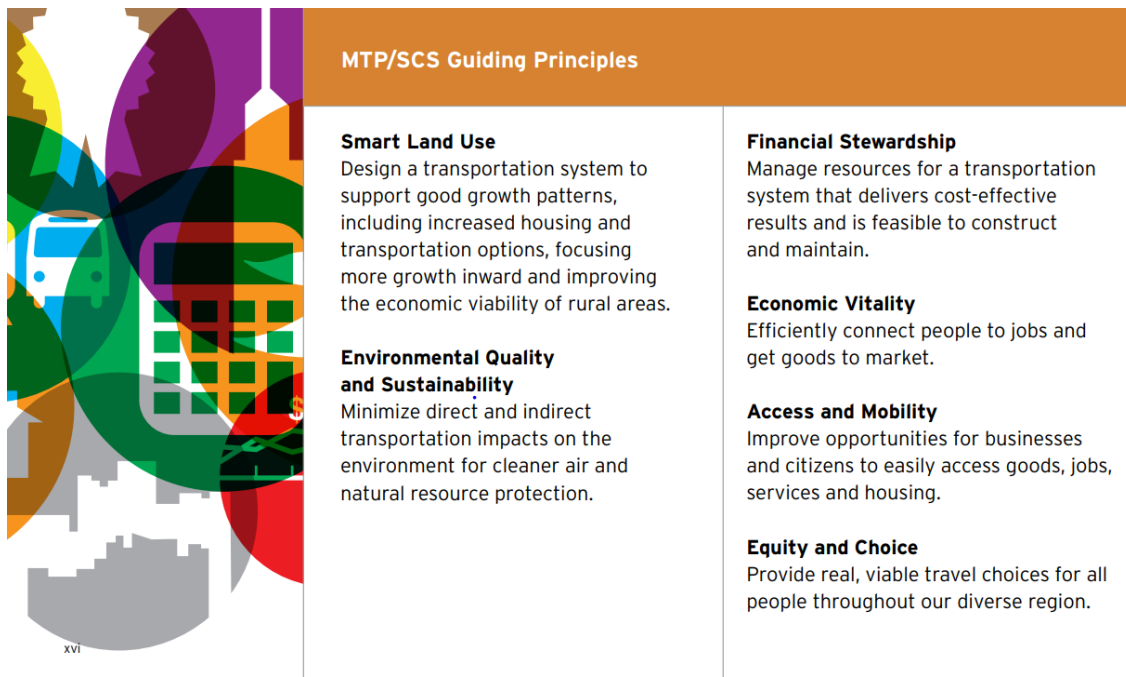 MTP/SCS Guiding Principles
Smart Land Use
Design a transportation system to
support good growth patterns,
including increased housing and
transportation options, focusing
more growth inward and improving
the economic viability of rural areas.
Environmental Quality
and Sustainability
Minimize direct and indirect
transportation impacts on the
environment for cleaner air and
natural resource protection.
Financial Stewardship
Manage resources for a transportation
system that delivers cost-effective
results and is feasible to construct
and maintain.
Economic Vitality
Efficiently connect people to jobs and
get goods to market.
Access and Mobility
Improve opportunities for businesses
and citizens to easily access goods, jobs,
services and housing.
Equity and Choice
Provide real, viable travel choices for all
people throughout our diverse region.
$
xvi